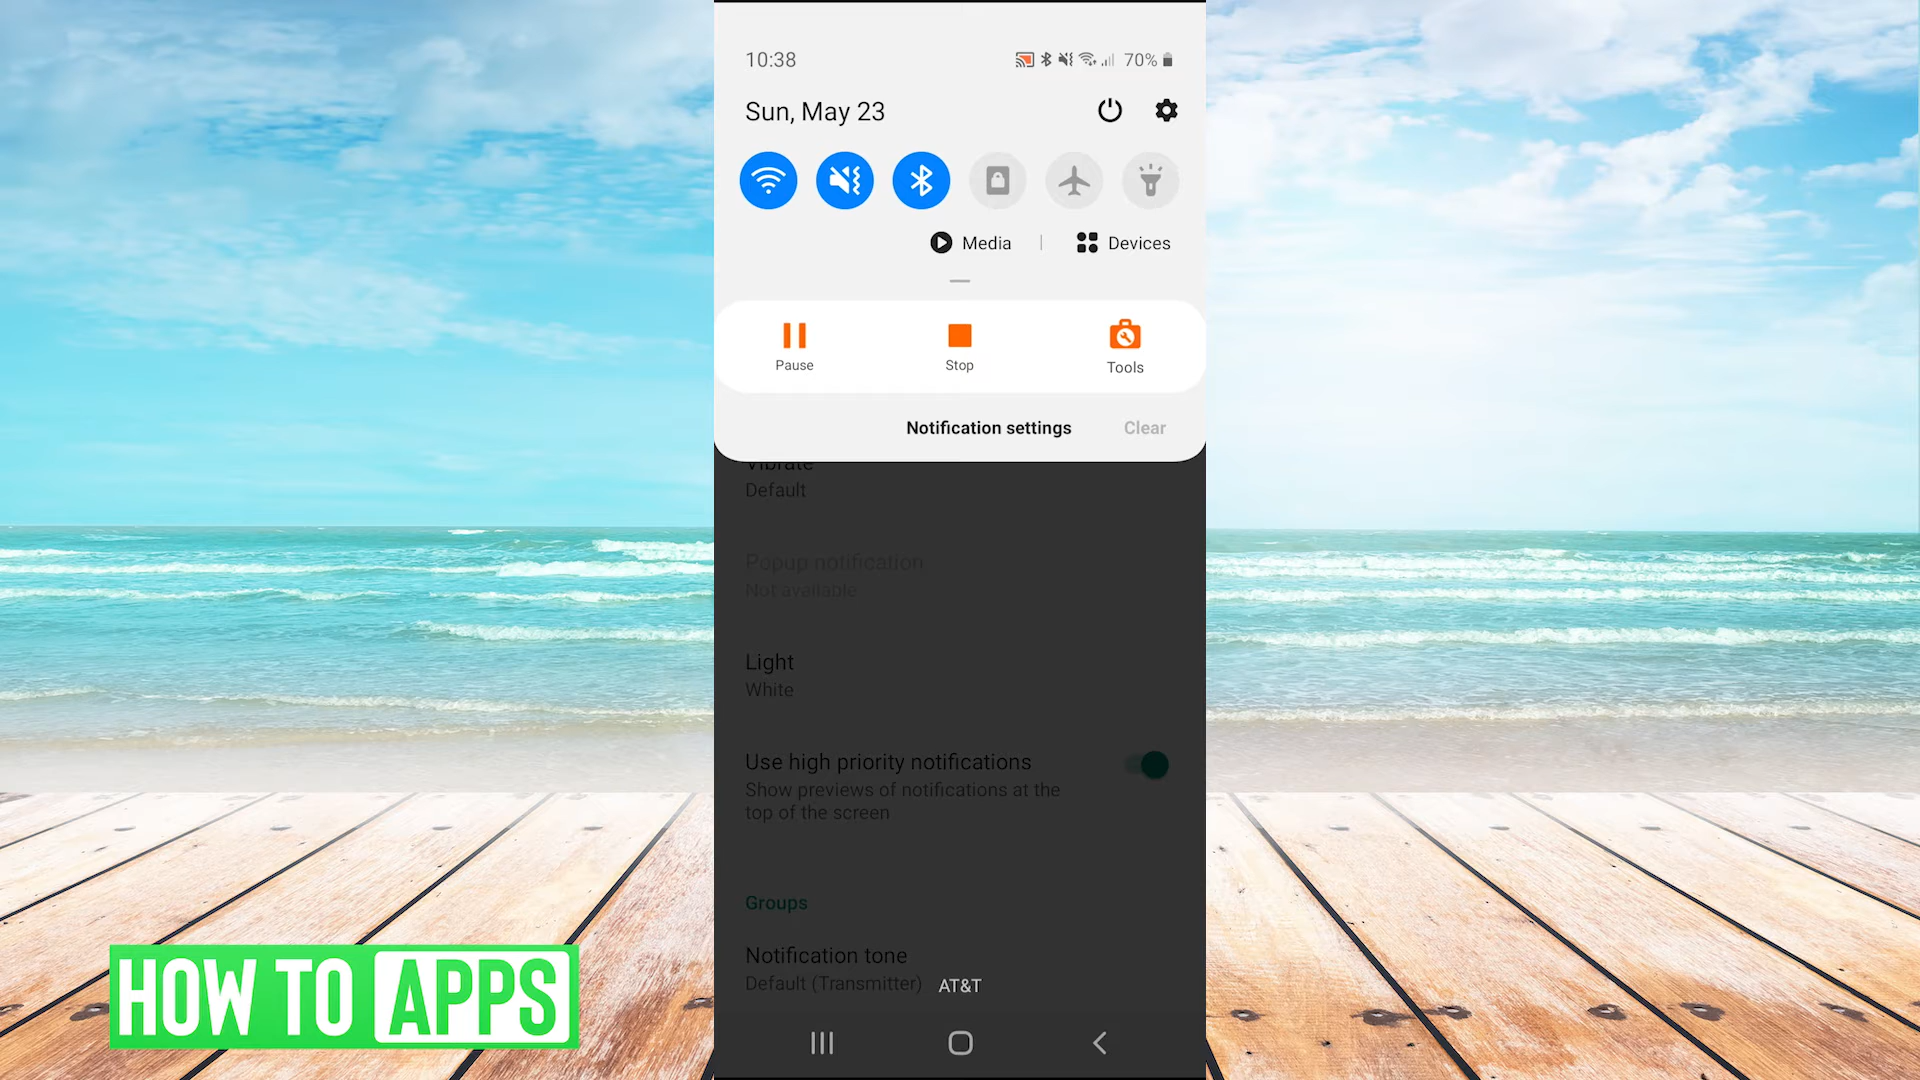 10:38
70%
Sun, May 23
Media
Devices
Pause
Stop
Tools
Notification settings
Clear
Vibrate
Default
Popup notification
Not available
Light
White
Use high priority notifications
Show previews of notifications at the
top of the screen
Groups
Notification tone
Default (Transmitter)
AT&T
HOW TO APPS